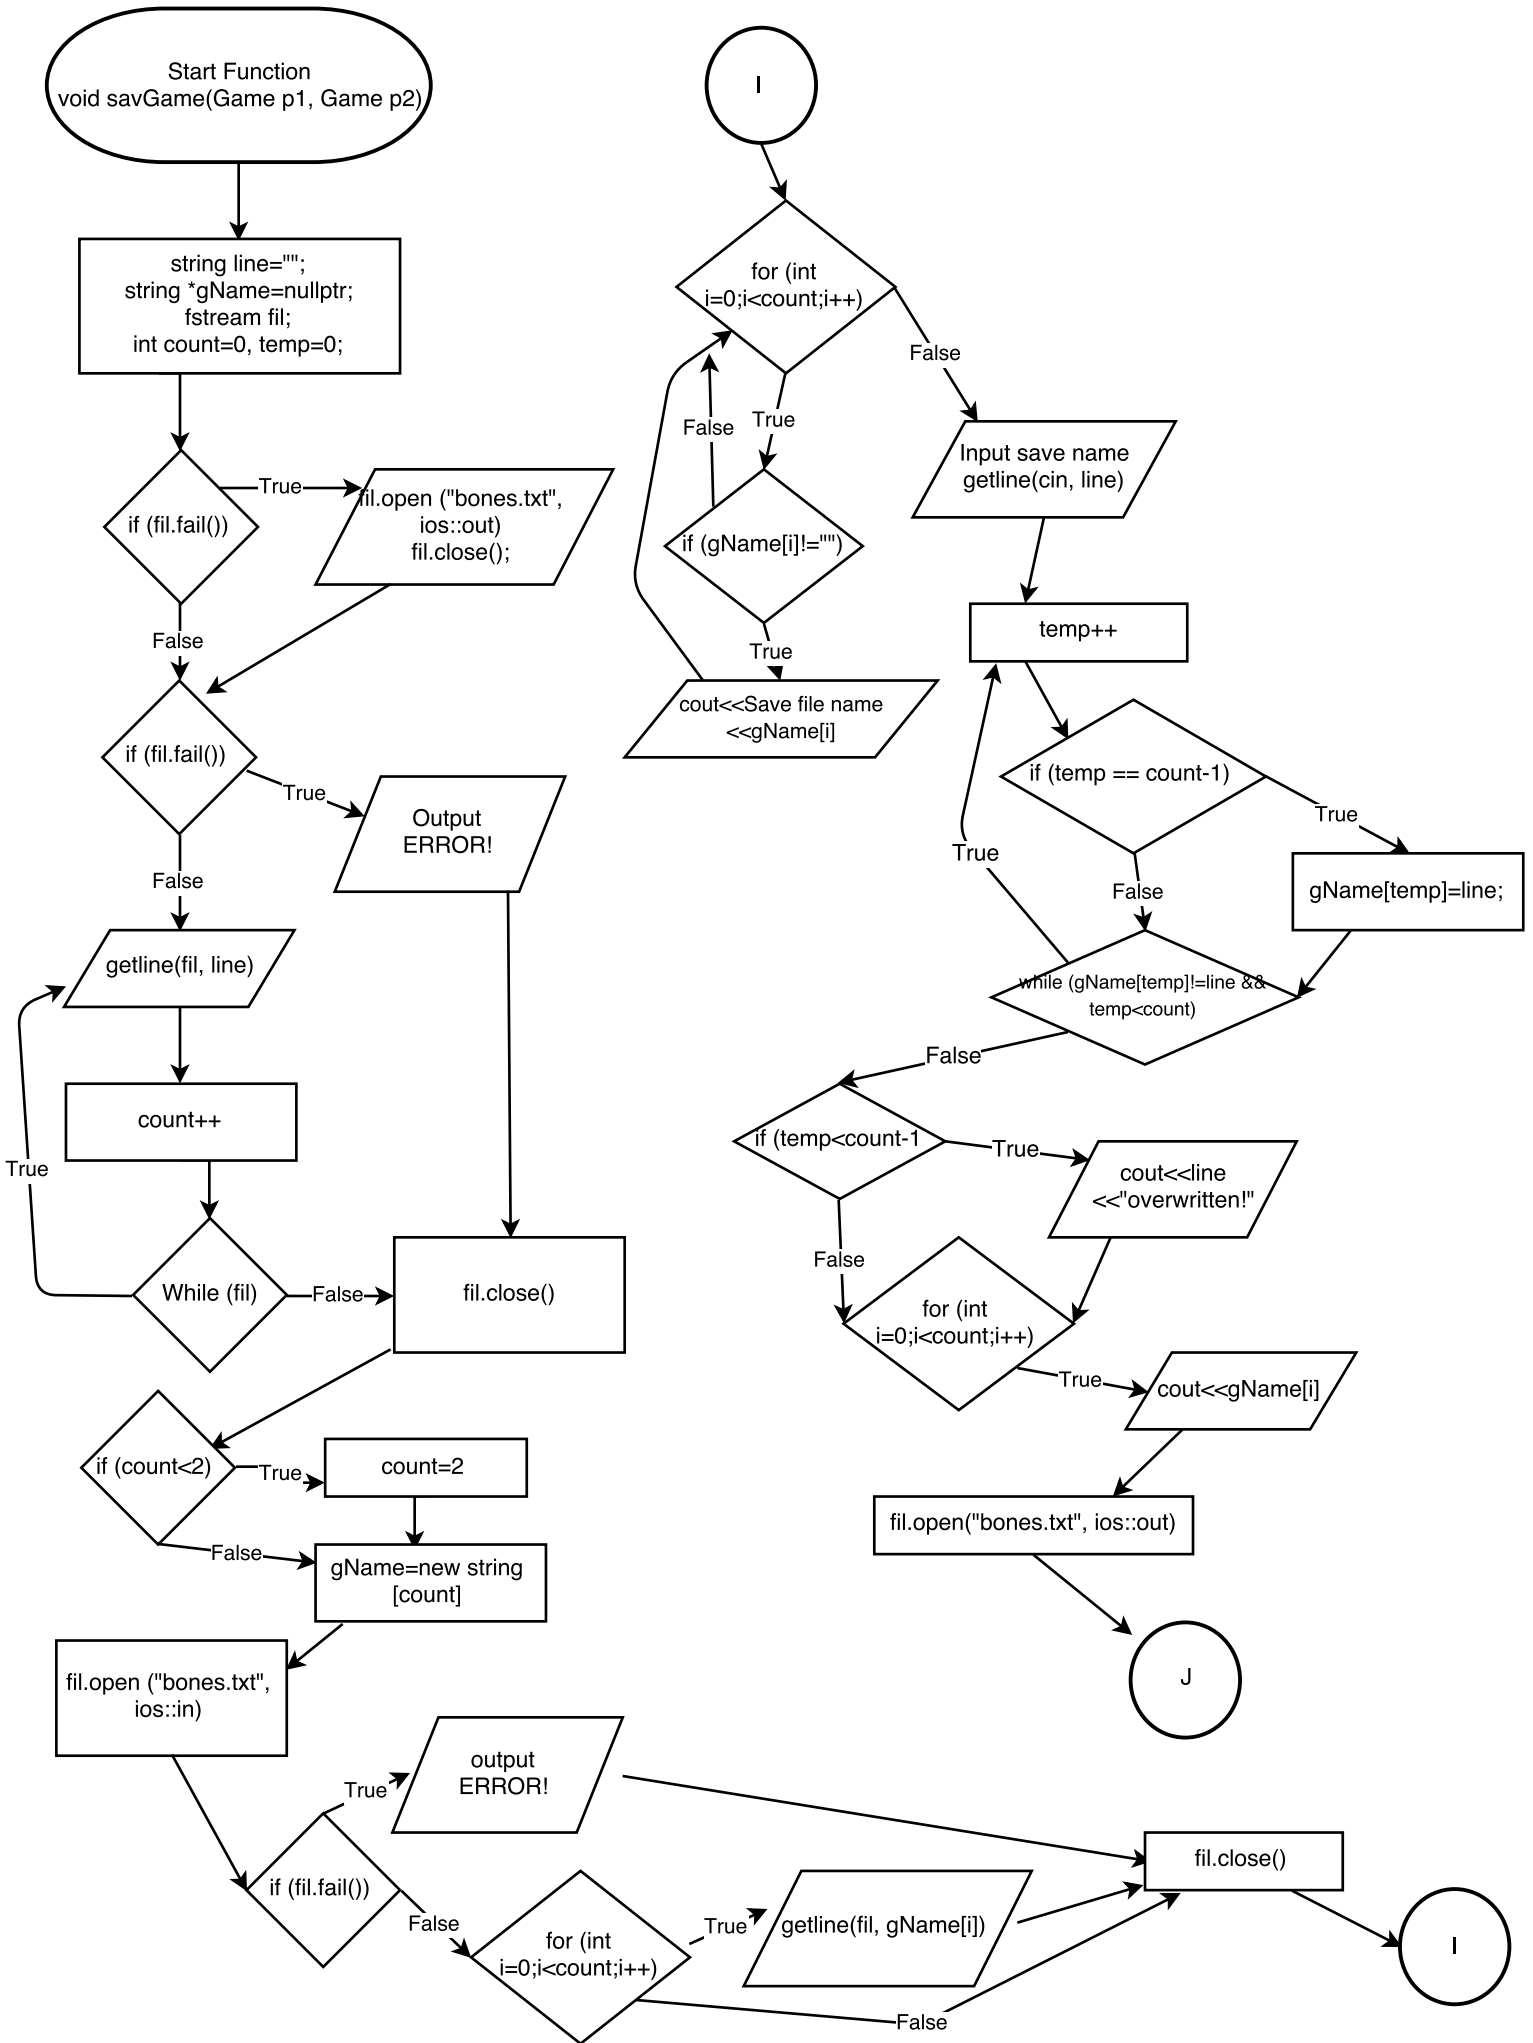 Start Function
void savGame(Game p1, Game p2)
string line="";
string *gName=nullptr;
fstream fil;
int count=0, temp=0;
if (fil.fail())
True
fil.open ("bones.txt",
ios::out)
fil.close();
False
if (fil.fail())
True
Output
ERROR!
False
getline(fil, line)
count++
True
While (fil)
False
fil.close()
if (count<2)
True
count=2
False
gName=new string
[count]
fil.open ("bones.txt",
ios::in)
if (fil.fail())
True
output
ERROR!
False
for (int
i=0;i<count;i++)
True
getline(fil, gName[i])
False
fil.close()
I
I
for (int
i=0;i<count;i++)
False
True
False
if (gName[i]!="")
True
cout<<Save file name
<<gName[i]
Input save name
getline(cin, line)
temp++
if (temp == count-1)
True
gName[temp]=line;
False
True
while (gName[temp]!=line &&
temp<count)
False
if (temp<count-1
True
cout<<line
<<"overwritten!"
False
for (int
i=0;i<count;i++)
True
cout<<gName[i]
fil.open("bones.txt", ios::out)
J